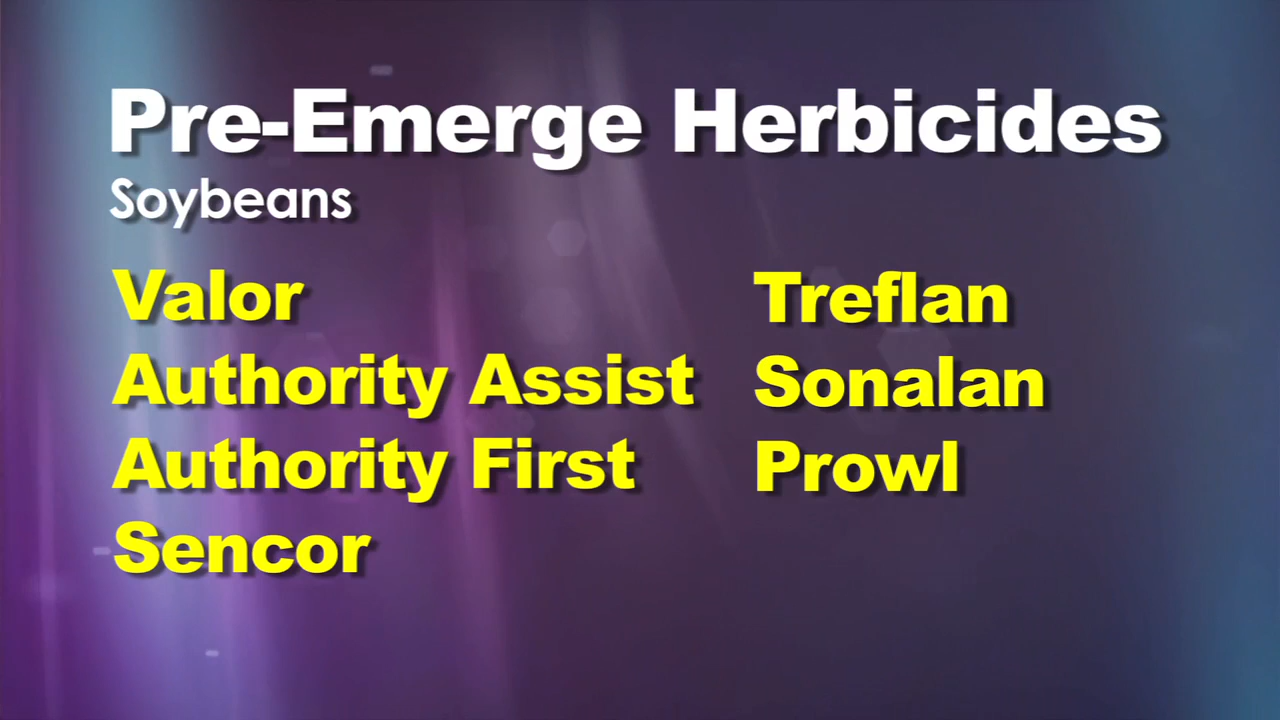 Pre-Emerge Herbicides
Soybeans
Valor
Authority Assist
Authority First
Sencor
Treflan
Sonalan
Prowl